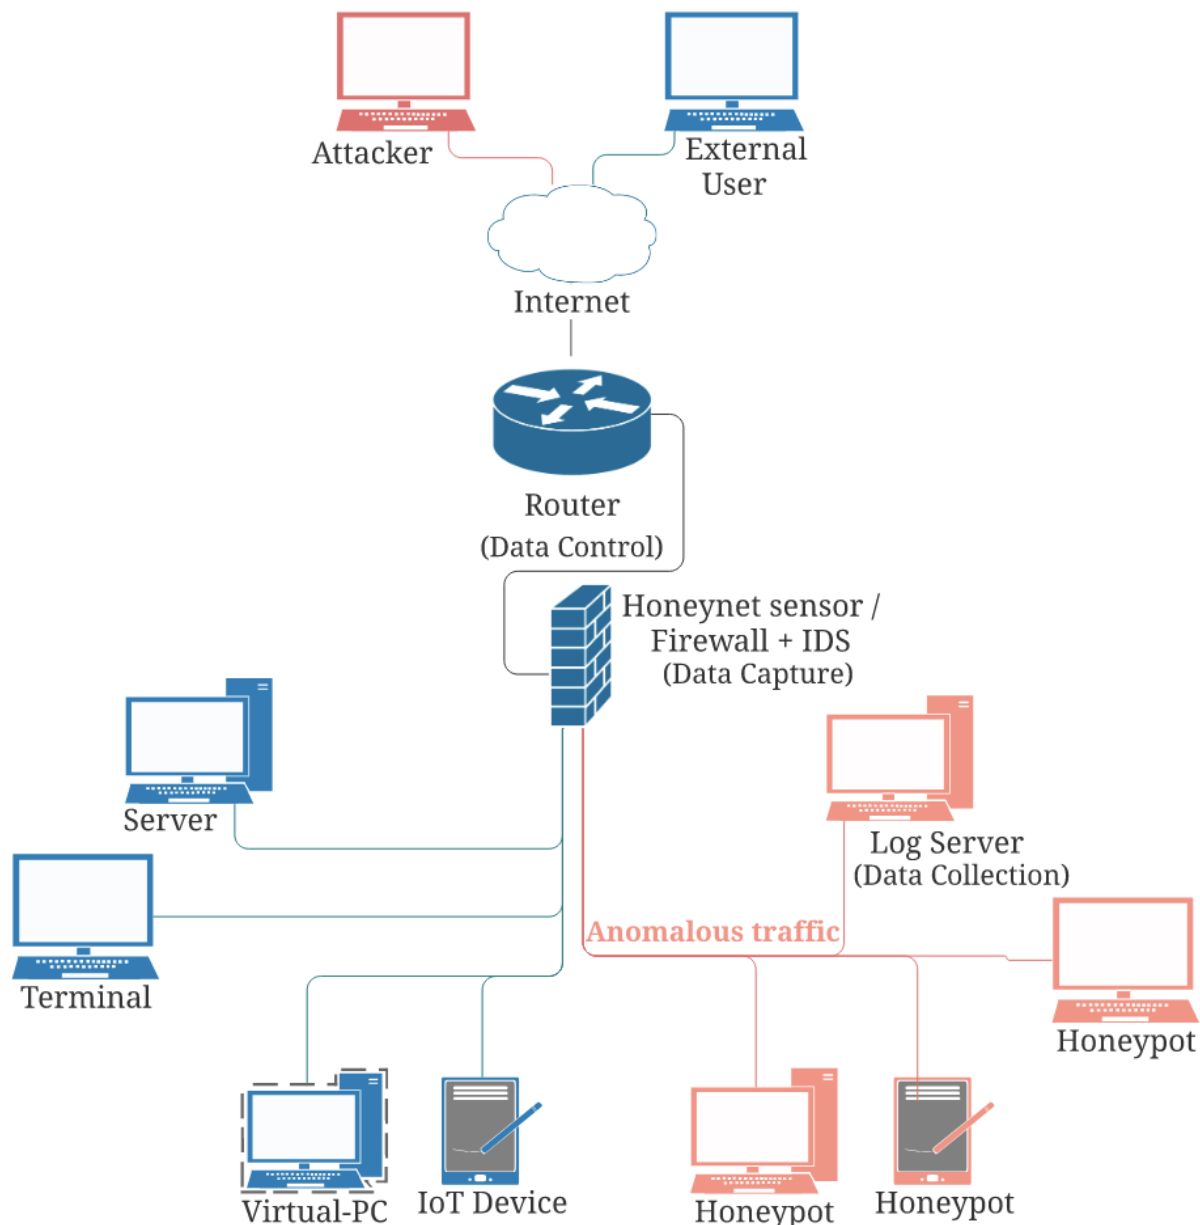 Attacker
External
User
Internet
Router
(Data Control)
Honeynet sensor /
Firewall + IDS
(Data Capture)
Server
Log Server
(Data Collection)
Anomalous traffic
Terminal
Honeypot
Virtual-PC
IoT Device
Honeypot
Honeypot